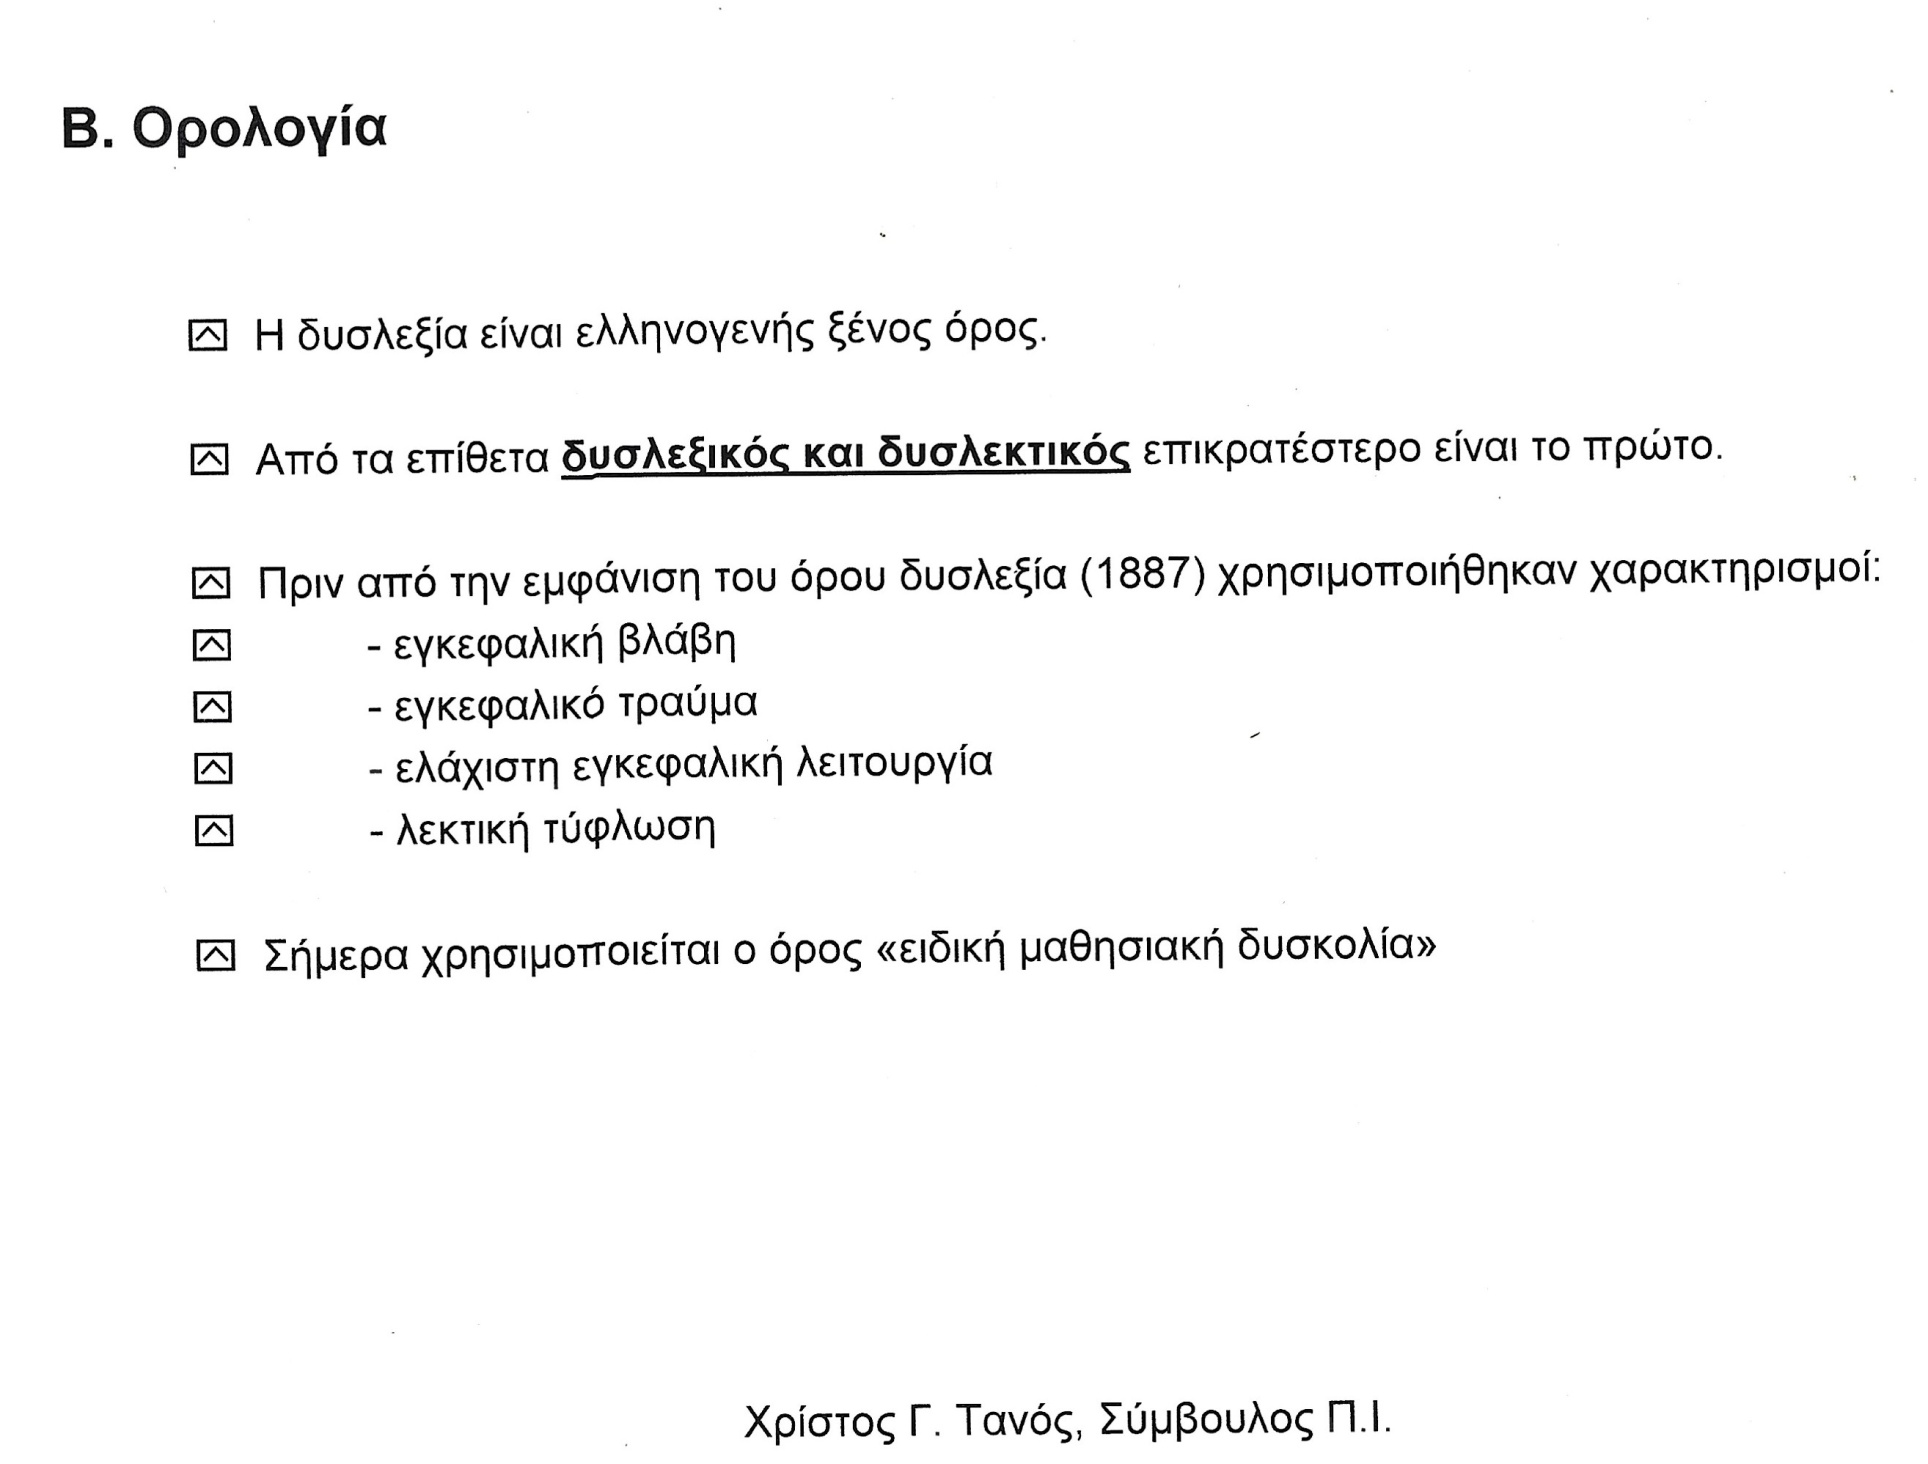 Β. Ορολογία
Η δυσλεξία είναι ελληνογενής ξένος όρος.
Από τα επίθετα δυσλεξικός και δυσλεκτικός επικρατέστερο είναι το πρώτο.
Πριν από την εμφάνιση του όρου δυσλεξία (1887) χρησιμοποιήθηκαν χαρακτηρισμοί:
- εγκεφαλική βλάβη
- εγκεφαλικό τραύμα
- ελάχιστη εγκεφαλική λειτουργία
- λεκτική τύφλωση
Σήμερα χρησιμοποιείται ο όρος «ειδική μαθησιακή δυσκολία»
Χρίστος Γ. Τανός, Σύμβουλος Π.Ι.